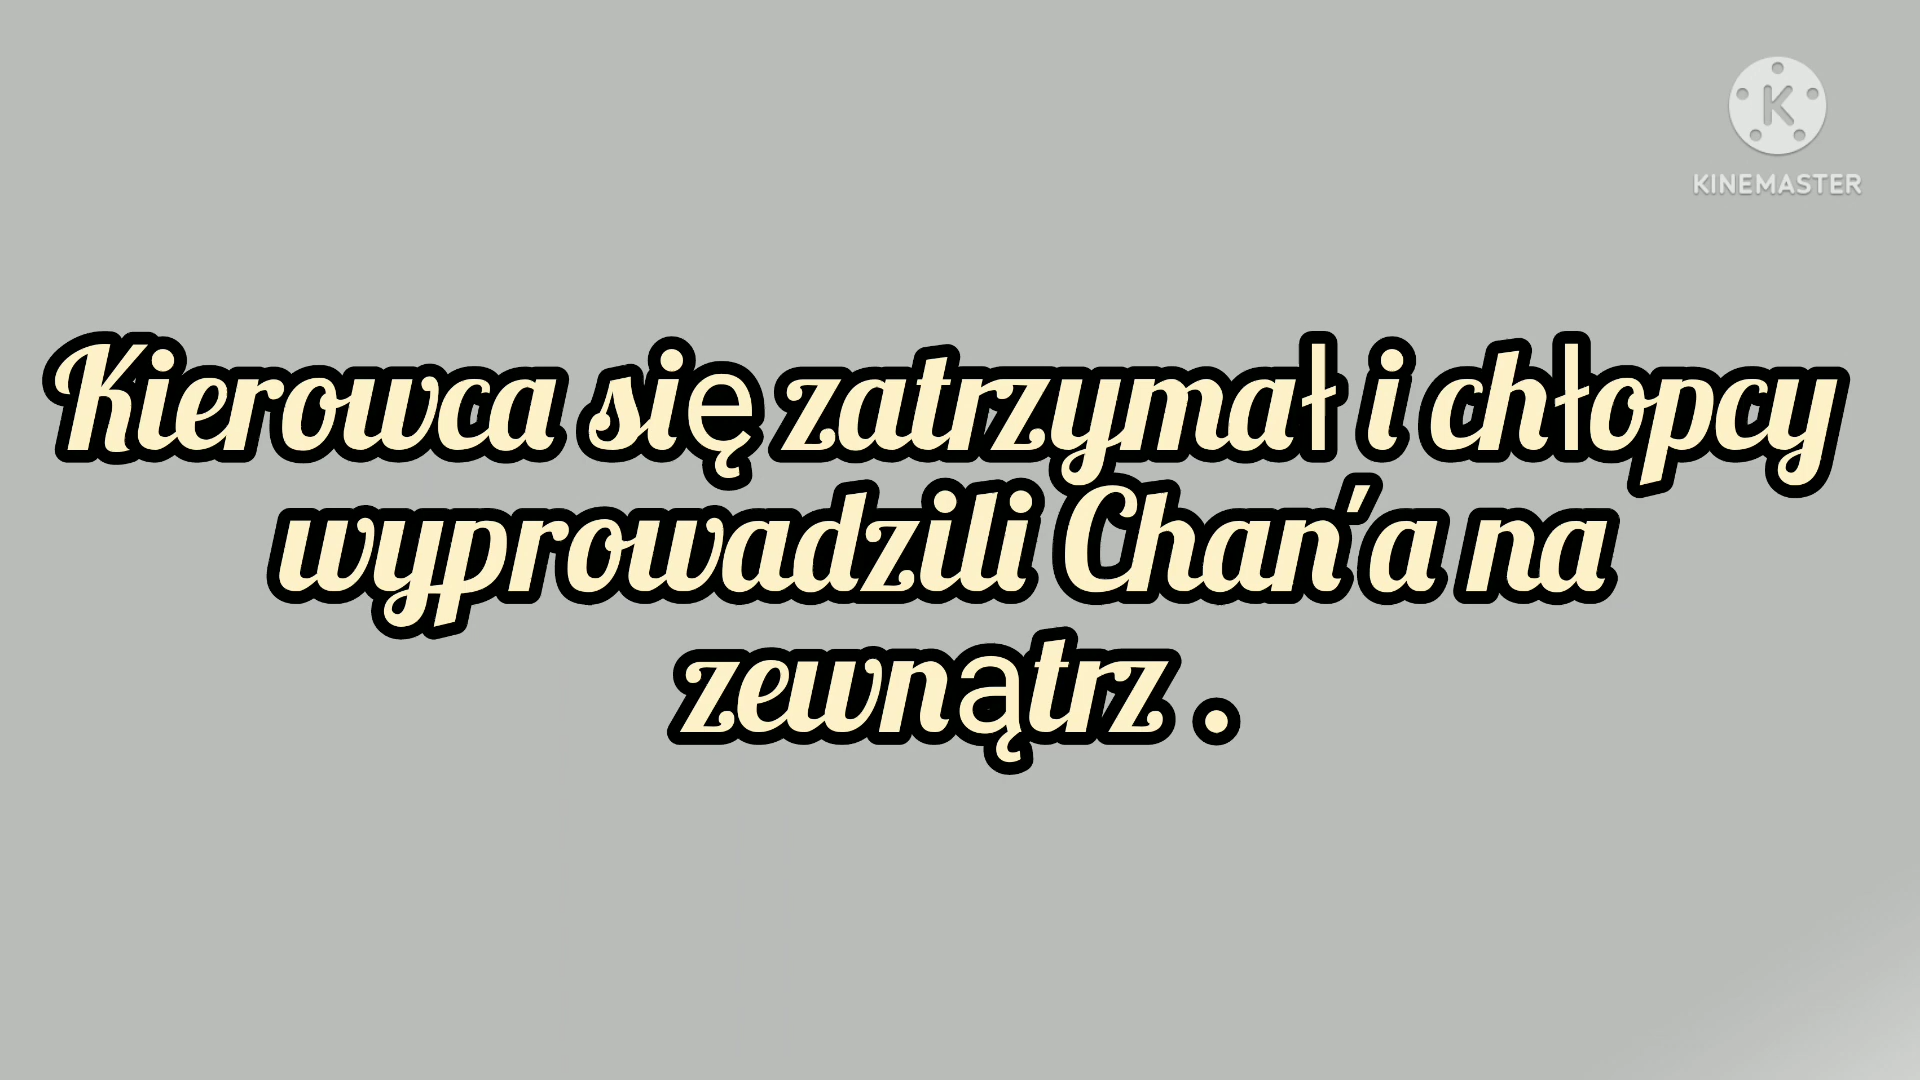 KINEMASTER
Kierowca się zatrzymał i chłopcy
wyprowadzili Chan'a na
zewnątrz .